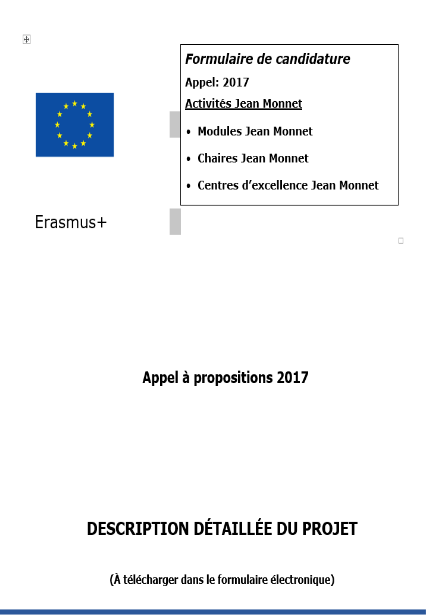 Formulaire de candidature
Appel: 2017
Activités Jean Monnet
• Modules Jean Monnet
• Chaires Jean Monnet
• Centres d'excellence Jean Monnet
Erasmus+
Appel à propositions 2017
DESCRIPTION DÉTAILLÉE DU PROJET
(À télécharger dans le formulaire électronique)